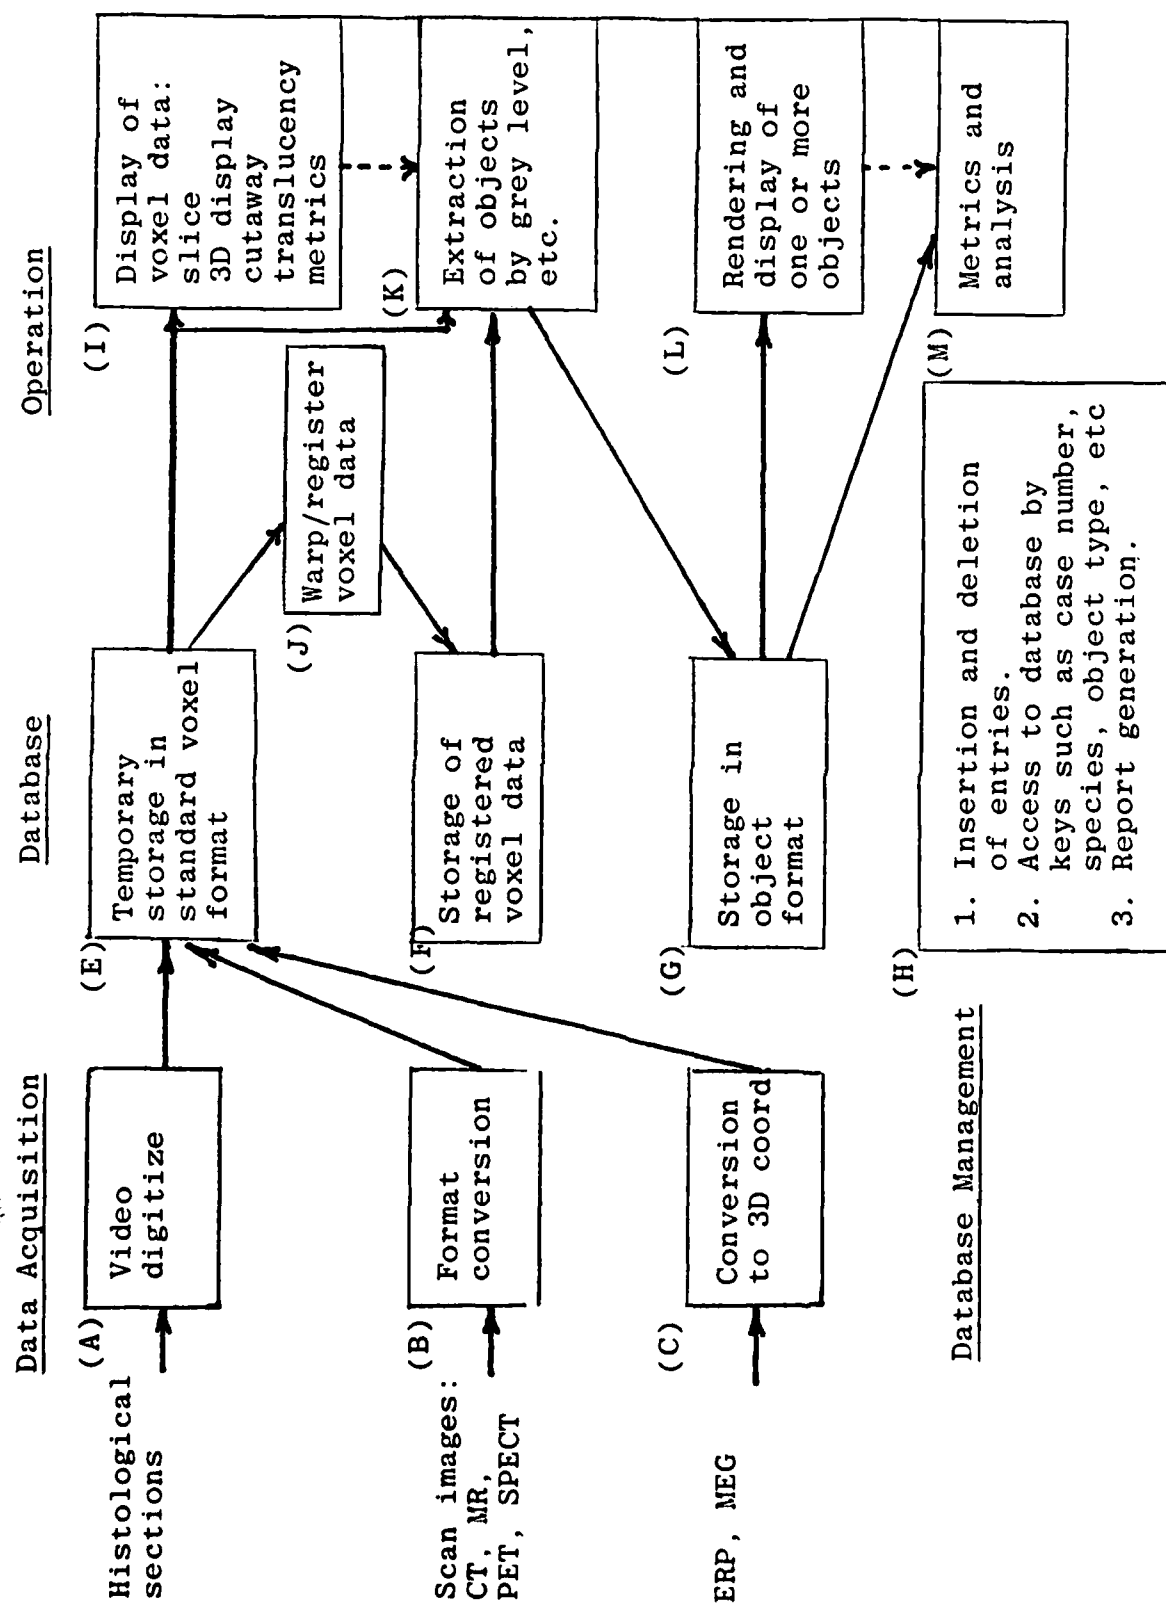 Data Acquisition
Database
Operation
Histological
sections
(A)
Video
digitize
(E)
Temporary
storage in
standard voxel
format
(I)
Display of
voxel data:
slice
3D display
cutaway
translucency
metrics
(J)
Warp/register
voxel data
Scan images:
CT, MR,
PET, SPECT
(B)
Format
conversion
(F)
Storage of
registered
voxel data
(K)
Extraction
of objects
by grey level,
etc.
ERP, MEG
(C)
Conversion
to 3D coord
(G)
Storage in
object
format
(L)
Rendering and
display of
one or more
objects
(M)
Metrics and
analysis
Database Management
(H)
1. Insertion and deletion
of entries.
2. Access to database by
keys such as case number,
species, object type, etc
3. Report generation.